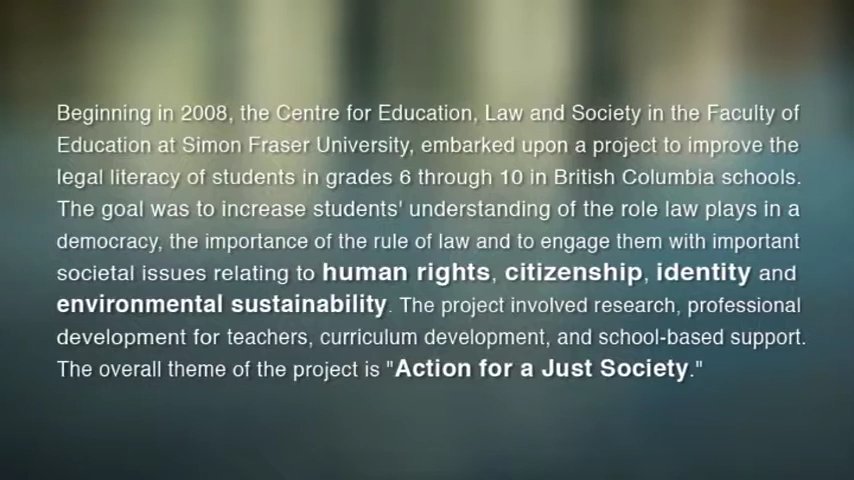 Beginning in 2008, the Centre for Education, Law and Society in the Faculty of
Education at Simon Fraser University, embarked upon a project to improve the
legal literacy of students in grades 6 through 10 in British Columbia schools.
The goal was to increase students' understanding of the role law plays in a
democracy, the importance of the rule of law and to engage them with important
societal issues relating to human rights, citizenship, identity and
environmental sustainability. The project involved research, professional
development for teachers, curriculum development, and school-based support.
The overall theme of the project is "Action for a Just Society."